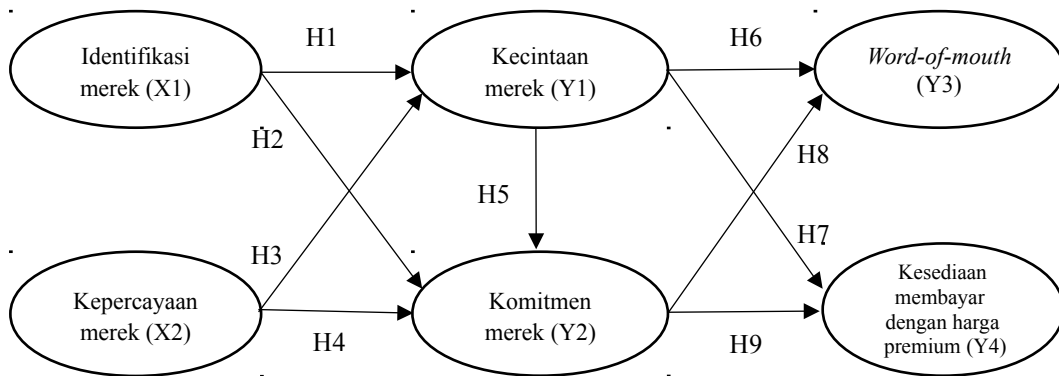 H1
H6
Identifikasi
merek (X1)
Kecintaan
merek (Y1)
Word-of-mouth
(Y3)
H2
H8
H5
H3
H7
Kepercayaan
merek (X2)
Komitmen
merek (Y2)
Kesediaan
membayar
dengan harga
premium (Y4)
H4
H9